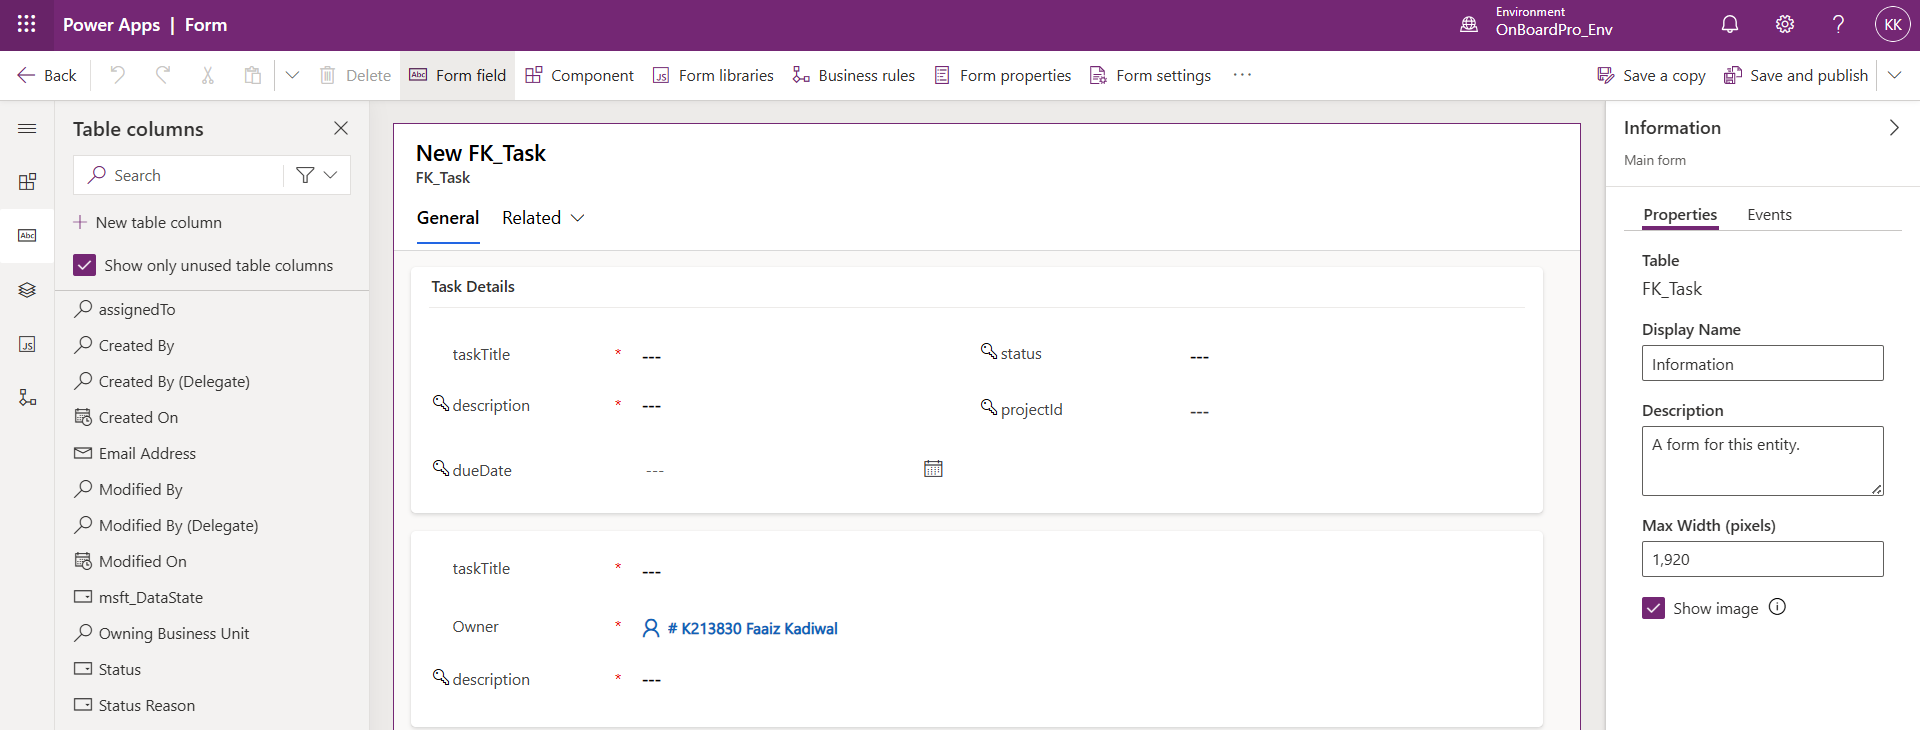 Power Apps | Form
Environment
OnBoardPro_Env
KK
Back
Delete
Abc Form field
Component
JS Form libraries
Business rules
Form properties
Form settings
···
Save a copy
Save and publish
Table columns
Search
New table column
Show only unused table columns
assignedTo
Created By
Created By (Delegate)
Created On
Email Address
Modified By
Modified By (Delegate)
Modified On
msft_DataState
Owning Business Unit
Status
Status Reason
Abc
JS
New FK_Task
FK_Task
General
Related
Task Details
taskTitle * ---
status ---
description * ---
projectId ---
dueDate ---
taskTitle * ---
Owner * # K213830 Faaiz Kadiwal
description * ---
Information
Main form
Properties
Events
Table
FK_Task
Display Name
Information
Description
A form for this entity.
Max Width (pixels)
1,920
Show image